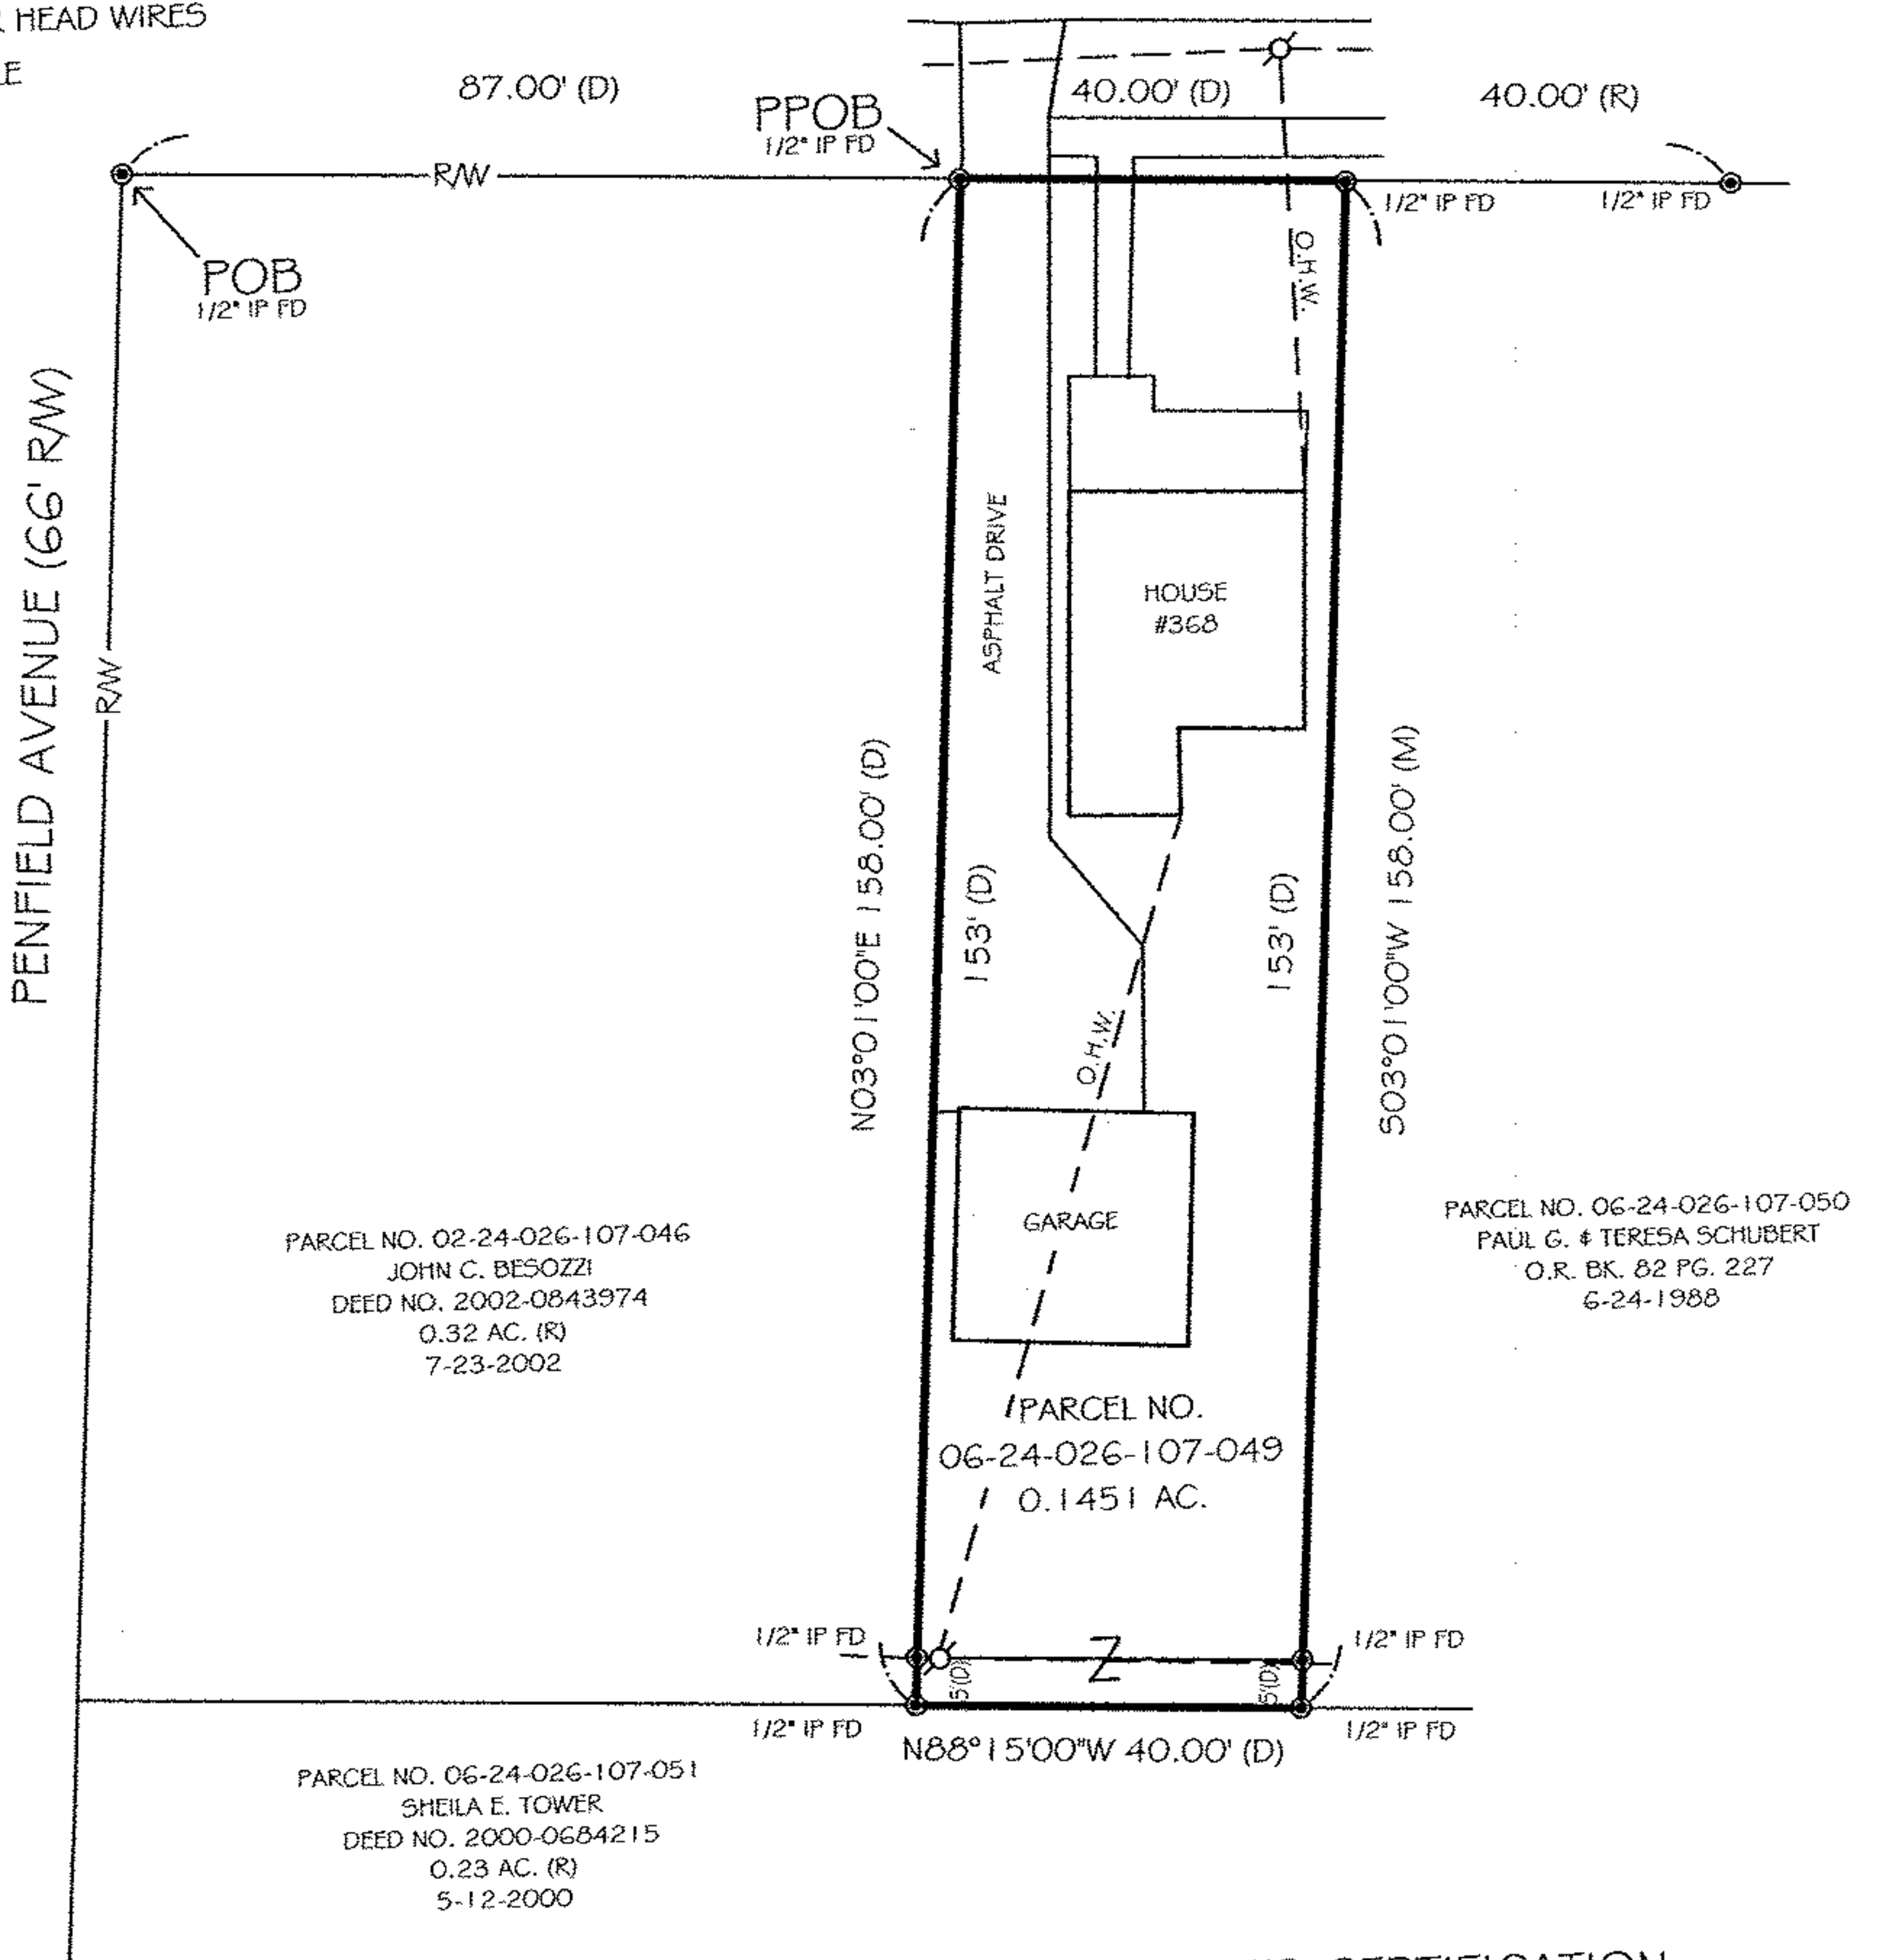 HEAD WIRES
87.00' (D)
PPOB
1/2" IP FD
40.00' (D)
40.00' (R)
R/W
1/2" IP FD
1/2" IP FD
POB
1/2" IP FD
O.H.W.
PENFIELD AVENUE (66' R/W)
R/W
ASPHALT DRIVE
HOUSE
#368
N03°01'00"E 158.00' (D)
153' (D)
153' (D)
S03°01'00"W 158.00' (M)
O.H.W.
GARAGE
PARCEL NO. 02-24-026-107-046
JOHN C. BESOZZI
DEED NO. 2002-0843974
0.32 AC. (R)
7-23-2002
PARCEL NO. 06-24-026-107-050
PAUL G. & TERESA SCHUBERT
O.R. BK. 82 PG. 227
6-24-1988
PARCEL NO.
06-24-026-107-049
0.1451 AC.
1/2" IP FD
Z
1/2" IP FD
5'(D)
5'(D)
1/2" IP FD
1/2" IP FD
N88°15'00"W 40.00' (D)
PARCEL NO. 06-24-026-107-051
SHEILA E. TOWER
DEED NO. 2000-0684215
0.23 AC. (R)
5-12-2000
CERTIFICATION